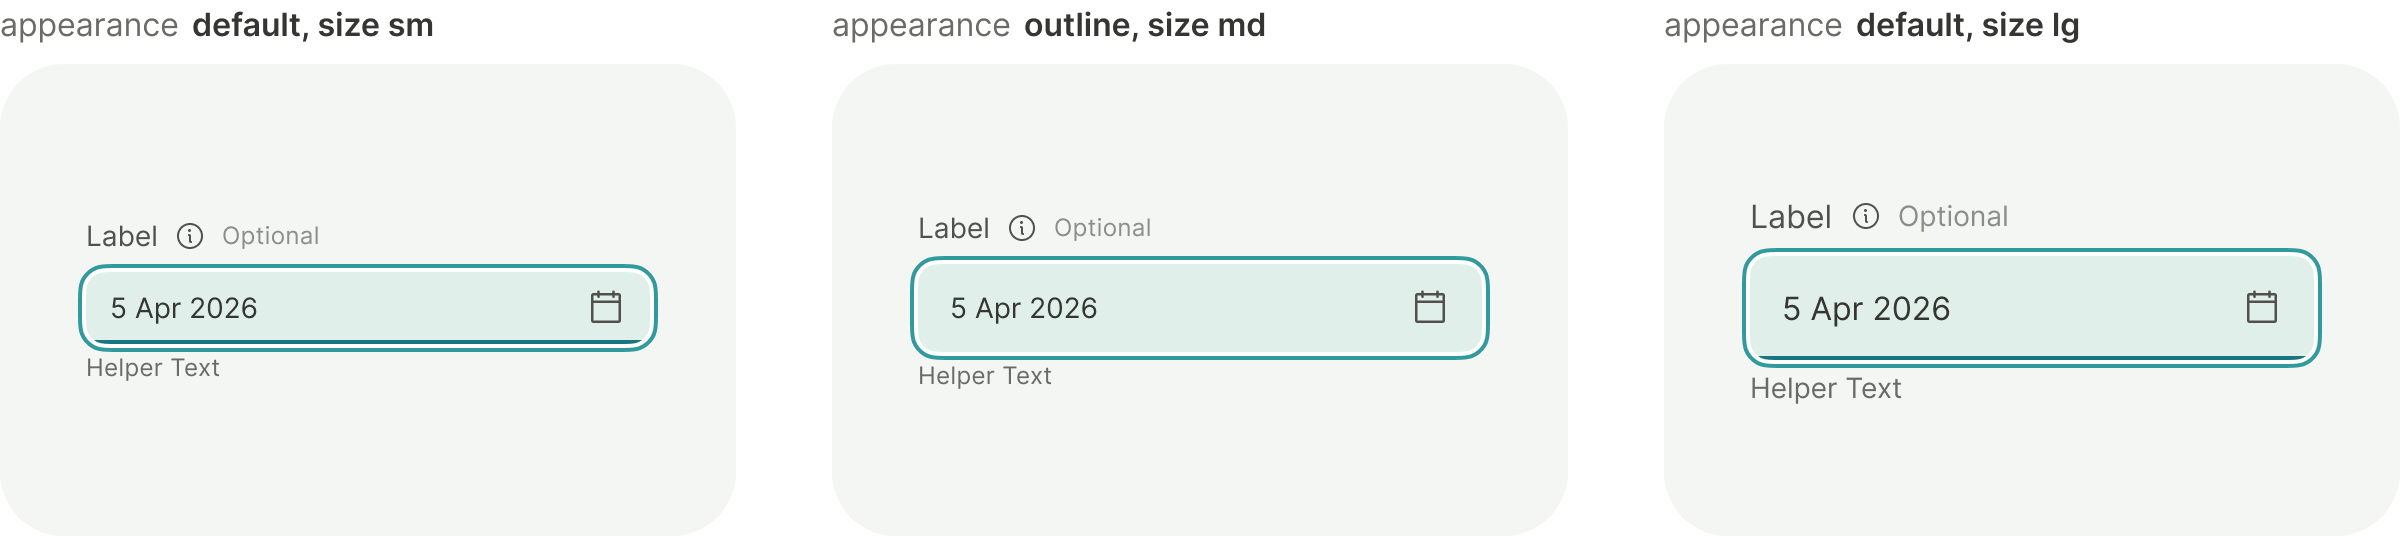 appearance default, size sm
Label Optional
5 Apr 2026
Helper Text
appearance outline, size md
Label Optional
5 Apr 2026
Helper Text
appearance default, size lg
Label Optional
5 Apr 2026
Helper Text